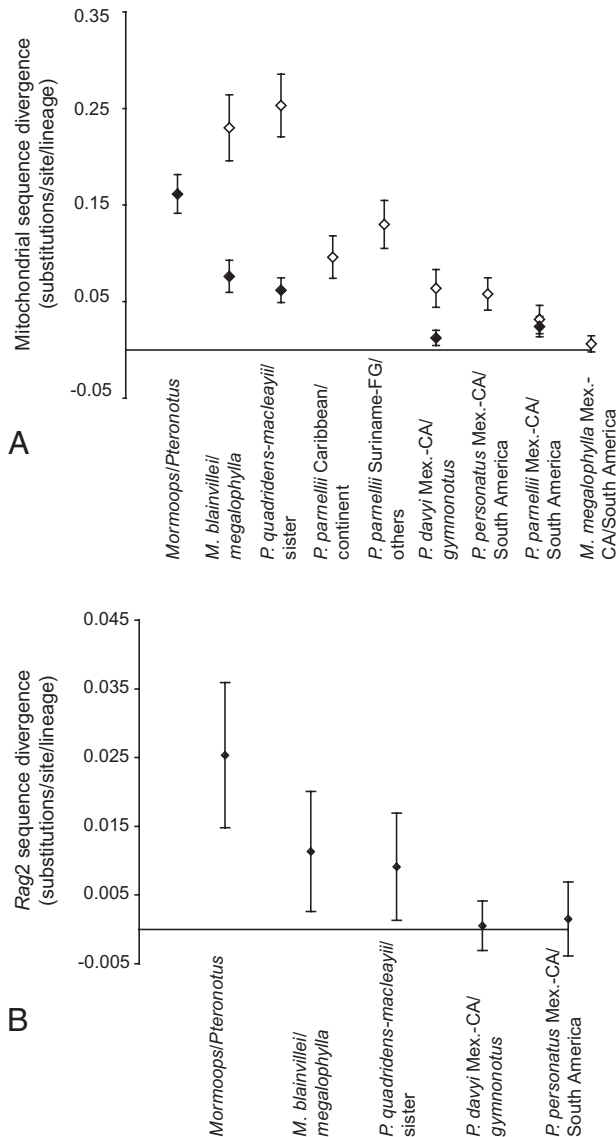 0.35
0.25
0.15
0.05
-0.05
Mitochondrial sequence divergence
(substitutions/site/lineage)
A
Mormoops/Pteronotus
M. blainvillei/
megalophylla
P. quadridens-macleayii/
sister
P. parnellii Caribbean/
continent
P. parnellii Suriname-FG/
others
P. davyi Mex.-CA/
gymnonotus
P. personatus Mex.-CA/
South America
P. parnellii Mex.-CA/
South America
M. megalophylla Mex.-
CA/South America
0.045
0.035
0.025
0.015
0.005
-0.005
Rag2 sequence divergence
(substitutions/site/lineage)
B
Mormoops/Pteronotus
M. blainvillei/
megalophylla
P. quadridens-macleayii/
sister
P. davyi Mex.-CA/
gymnonotus
P. personatus Mex.-CA/
South America